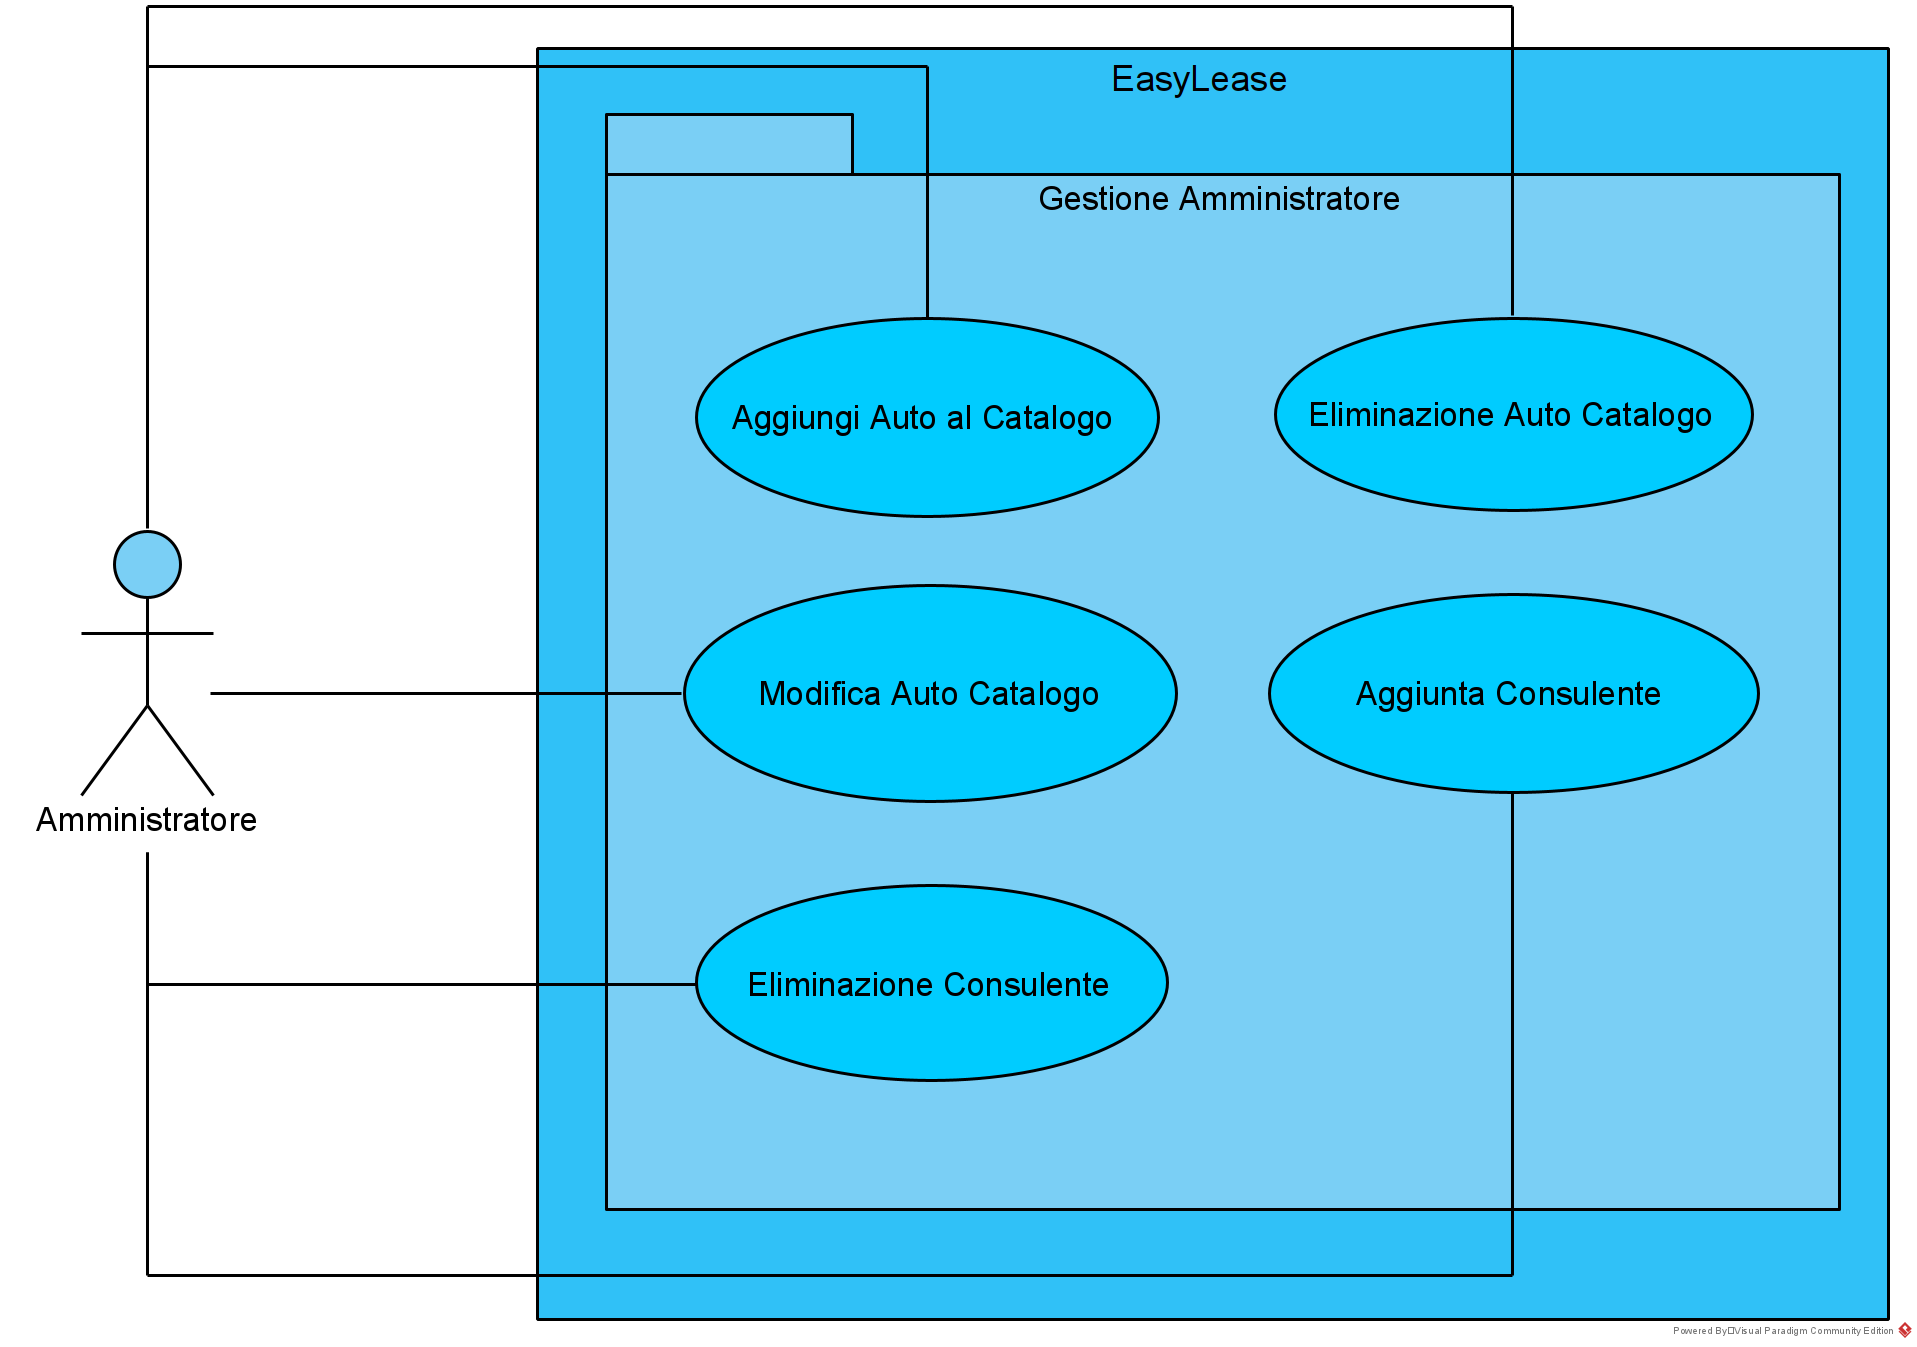 EasyLease
Gestione Amministratore
Aggiungi Auto al Catalogo
Eliminazione Auto Catalogo
Modifica Auto Catalogo
Aggiunta Consulente
Amministratore
Eliminazione Consulente
Powered By□Visual Paradigm Community Edition